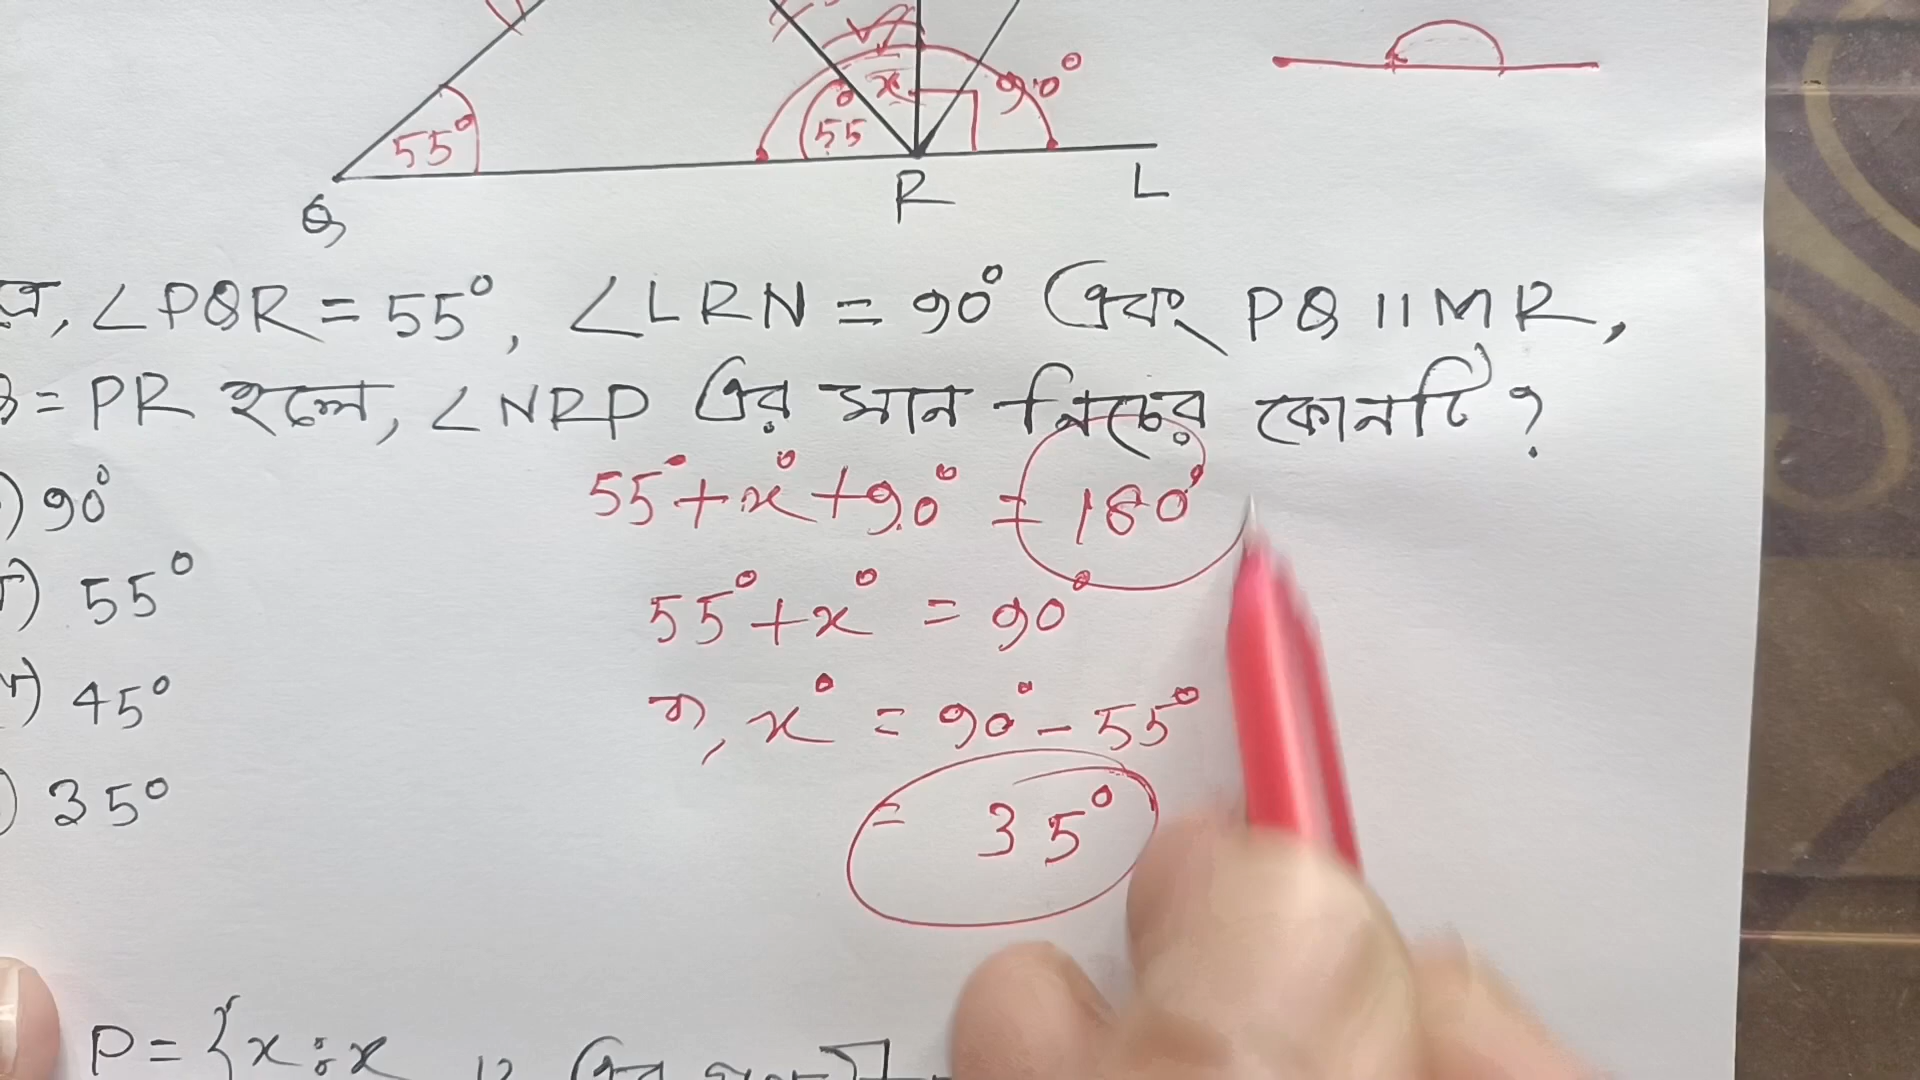 x 90°
55° 55
Q R L
∠PQR = 55°, ∠LRN = 90° এবং PQ || MR,
= PR হলে, ∠NRP এর মান নিচের কোনটি?
) 90°
55° + x° + 90° = 180°
) 55°
55° + x° = 90°
) 45°
বা, x° = 90° - 55°
) 35°
= 35°
P = {x : x